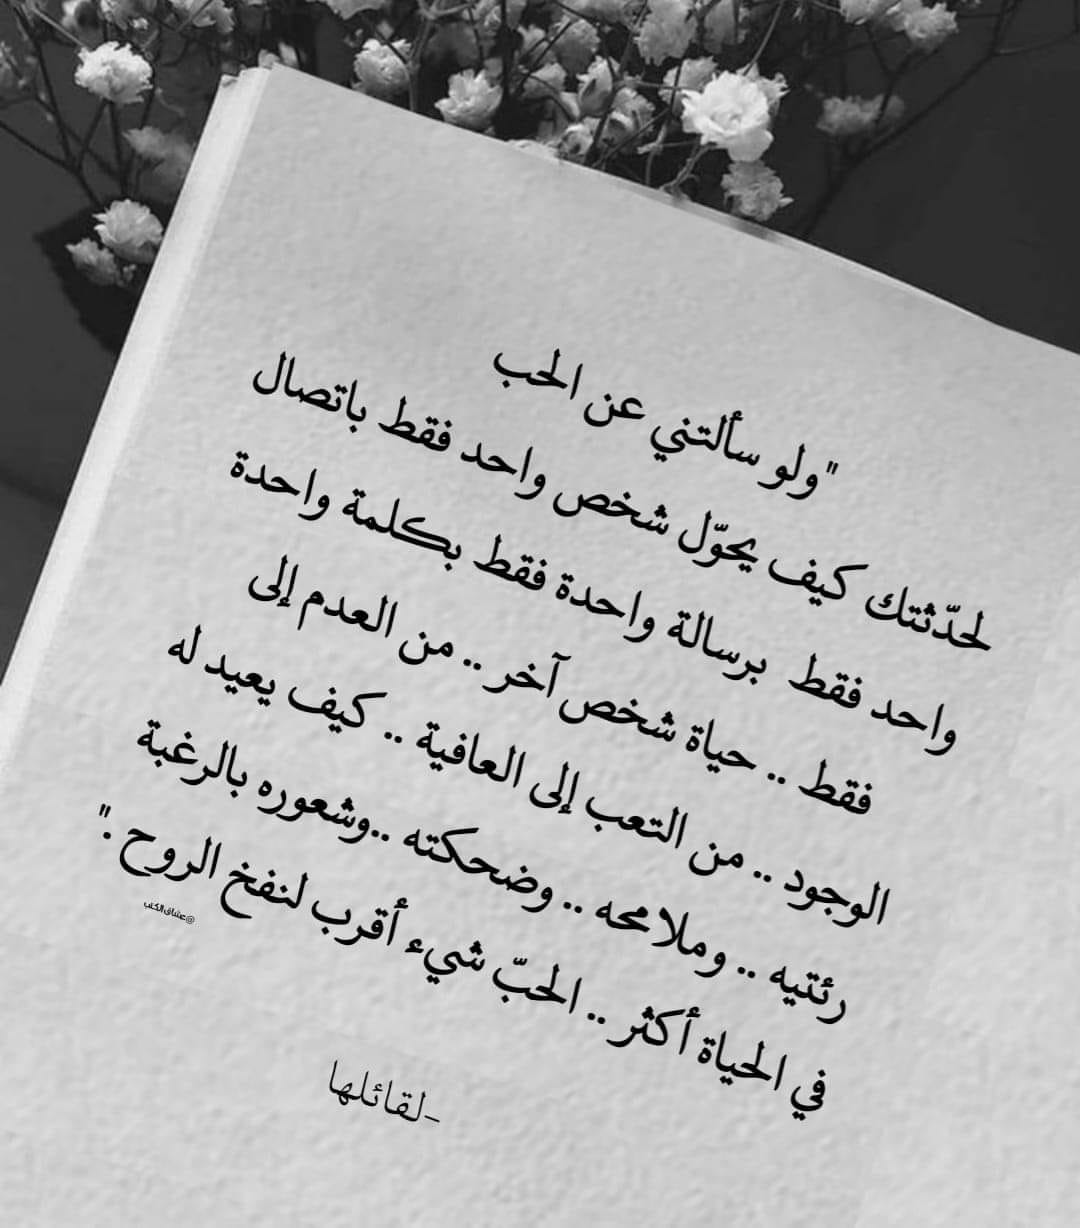 "ولو سألتني عن الحب
لحدّثتك كيف يحوّل شخص واحد فقط باتصال
واحد فقط برسالة واحدة فقط بكلمة واحدة
فقط .. حياة شخص آخر .. من العدم إلى
الوجود .. من التعب إلى العافية .. كيف يعيد له
رئتيه .. وملامحه .. وضحكته ..وشعوره بالرغبة
في الحياة أكثر .. الحبّ شيء أقرب لنفخ الروح ."
@عشاق الكتب
-لقائلها